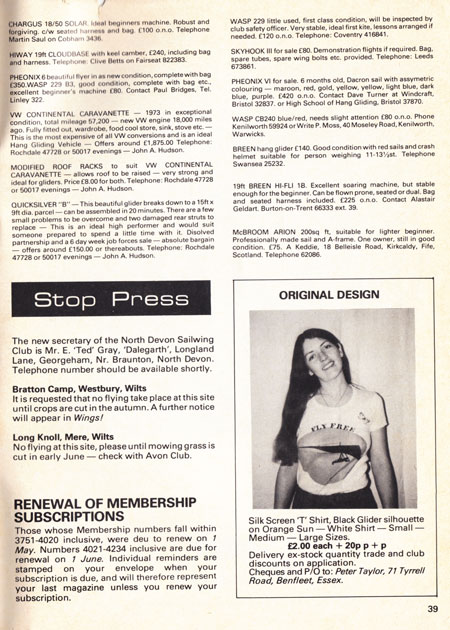 CHARGUS 18/50 SOLAR. Ideal beginners machine. Robust and
forgiving. c/w seated harness and bag. £100 o.n.o. Telephone
Martin Saul on Cobham 3436.
HIWAY 19ft CLOUDBASE with keel camber, £240, including bag
and harness. Telephone: Clive Betts on Fairseat 822383.
PHEONIX 6 beautiful flyer in as new condition, complete with bag
£350. WASP 229 B3, good condition, complete with bag etc.,
excellent beginner's machine £80. Contact Paul Bridges, Tel.
Linley 322.
VW CONTINENTAL CARAVANETTE — 1973 in exceptional
condition, total mileage 57,200 — new VW engine 18,000 miles
ago. Fully fitted out, wardrobe, food cool store, sink, stove etc, —
This is the most expensive of all VW conversions and is an ideal
Hang Gliding Vehicle — Offers around £1,875.00 Telephone:
Rochdale 47728 or 50017 evenings — John A. Hudson.
MODIFIED ROOF RACKS to suit VW CONTINENTAL
CARAVANETTE — allows roof to be raised — very strong and
ideal for gliders. Price £8.00 for both. Telephone: Rochdale 47728
or 50017 evenings — John A. Hudson.
QUICKSILVER "B" — This beautiful glider breaks down to a 15ft x
9ft dia. parcel — can be assembled in 20 minutes. There are a few
small problems to be overcome and two damaged rear struts to
replace — This is an ideal high performer and would suit
someone prepared to spend a little time with it. Disolved
partnership and a 6 day week job forces sale — absolute bargain
— offers around £150.00 or thereabouts. Telephone: Rochdale
47728 or 50017 evenings — John A. Hudson.
Stop Press
The new secretary of the North Devon Sailwing
Club is Mr. E. 'Ted' Gray, 'Dalegarth', Longland
Lane, Georgeham, Nr. Braunton, North Devon.
Telephone number should be available shortly.
Bratton Camp, Westbury, Wilts
It is requested that no flying take place at this site
until crops are cut in the autumn. A further notice
will appear in Wings!
Long Knoll, Mere, Wilts
No flying at this site, please until mowing grass is
cut in early June — check with Avon Club.
RENEWAL OF MEMBERSHIP
SUBSCRIPTIONS
Those whose Membership numbers fall within
3751-4020 inclusive, were deu to renew on 1
May. Numbers 4021-4234 inclusive are due for
renewal on 1 June. Individual reminders are
stamped on your envelope when your
subscription is due, and will therefore represent
your last magazine unless you renew your
subscription.
WASP 229 little used, first class condition, will be inspected by
club safety officer. Very stable, ideal first kite, lessons arranged if
needed. £120 o.n.o. Telephone: Coventry 416841.
SKYHOOK III for sale £80. Demonstration flights if required. Bag,
spare tubes, spare wing bolts etc. provided. Telephone: Leeds
673861.
PHEONIX VI for sale. 6 months old, Dacron sail with assymetric
colouring — maroon, red, gold, yellow, yellow, light blue, dark
blue, purple. £420 o.n.o. Contact Dave Turner at Windcraft,
Bristol 32837. or High School of Hang Gliding, Bristol 37870.
WASP CB240 blue/red, needs slight attention £80 o.n.o. Phone
Kenilworth 59924 or Write P. Moss, 40 Moseley Road, Kenilworth,
Warwicks.
BREEN hang glider £140. Good condition with red sails and crash
helmet suitable for person weighing 11-13½st. Telephone
Swansea 25232.
19ft BREEN HI-FLI 1B. Excellent soaring machine, but stable
enough for the beginner. Can be flown prone, seated or dual. Bag
and seated harness included. £225 o.n.o. Contact Alastair
Geldart. Burton-on-Trent 66333 ext. 39.
McBROOM ARION 200sq ft, suitable for lighter beginner.
Professionally made sail and A-frame. One owner, still in good
condition. £75. A Keddie, 18 Belleisle Road, Kirkcaldy, Fife,
Scotland. Telephone 62086.
ORIGINAL DESIGN
FLY FREE
Silk Screen 'T' Shirt, Black Glider silhouette
on Orange Sun — White Shirt — Small —
Medium — Large Sizes.
£2.00 each + 20p p + p
Delivery ex-stock quantity trade and club
discounts on application.
Cheques and P/O to: Peter Taylor, 71 Tyrrell
Road, Benfleet, Essex.
39